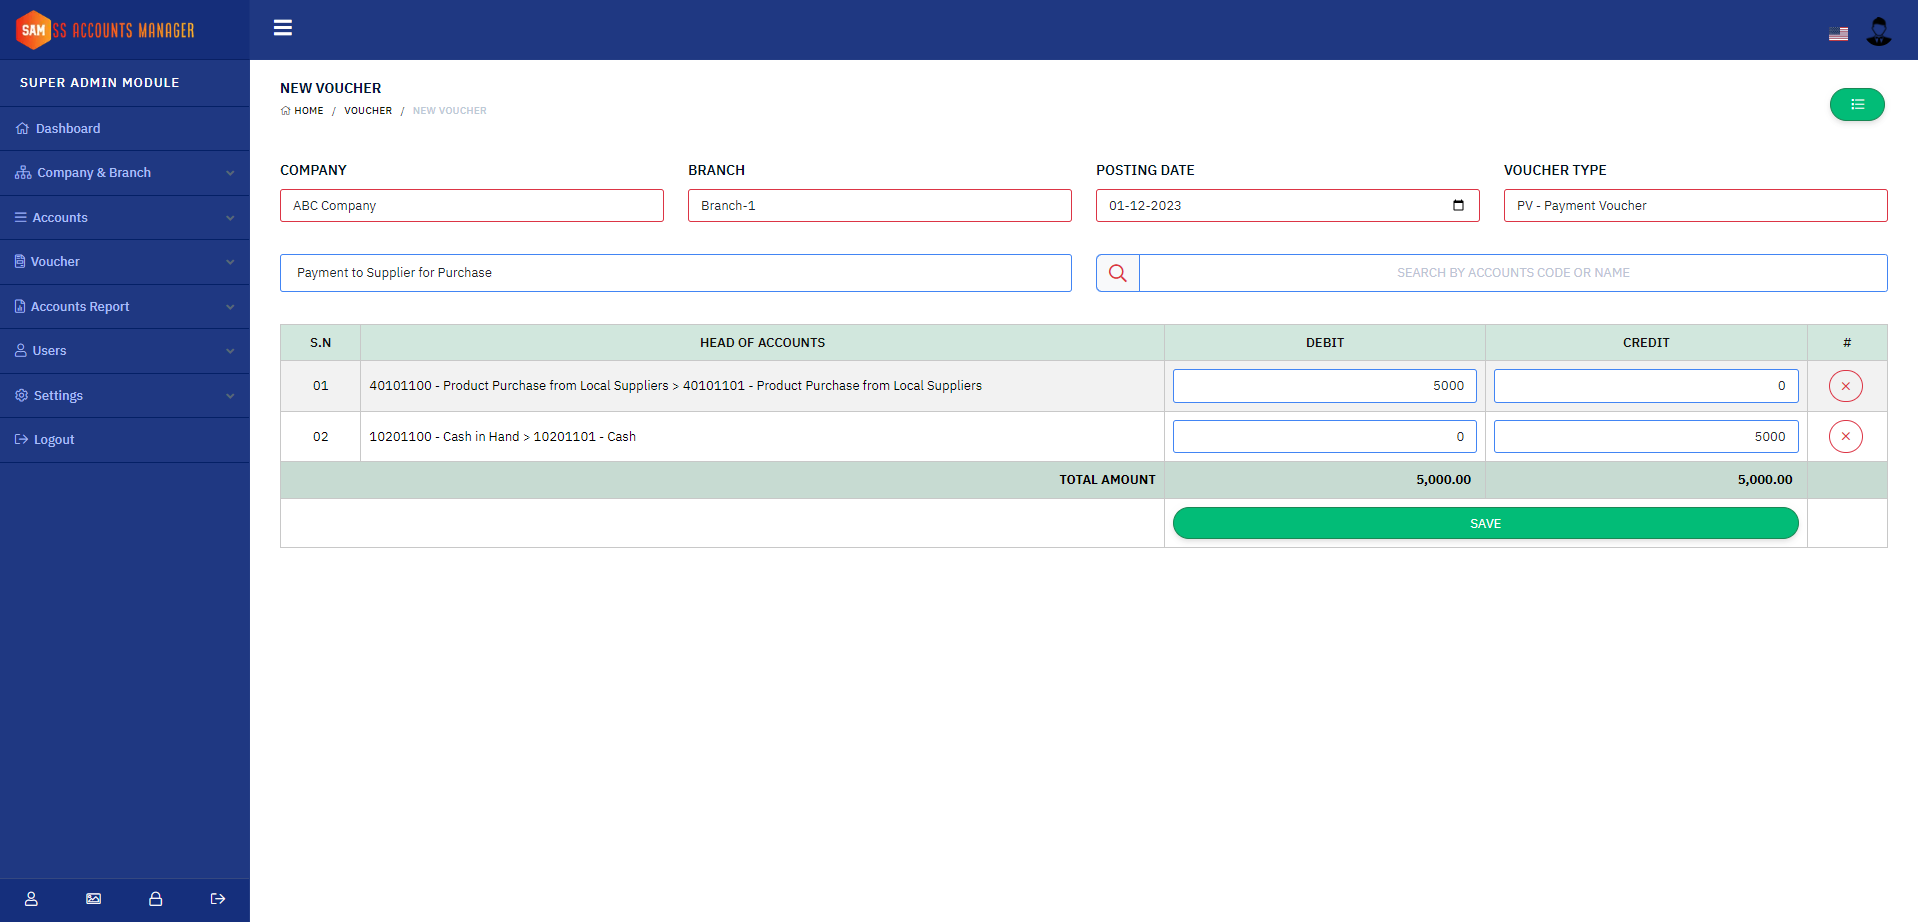 SAM SS ACCOUNTS MANAGER
SUPER ADMIN MODULE
Dashboard
Company & Branch
Accounts
Voucher
Accounts Report
Users
Settings
Logout
NEW VOUCHER
HOME / VOUCHER / NEW VOUCHER
COMPANY BRANCH POSTING DATE VOUCHER TYPE
ABC Company Branch-1 01-12-2023 PV - Payment Voucher
Payment to Supplier for Purchase SEARCH BY ACCOUNTS CODE OR NAME
S.N HEAD OF ACCOUNTS DEBIT CREDIT #
01 40101100 - Product Purchase from Local Suppliers > 40101101 - Product Purchase from Local Suppliers 5000 0
02 10201100 - Cash in Hand > 10201101 - Cash 0 5000
TOTAL AMOUNT 5,000.00 5,000.00
SAVE